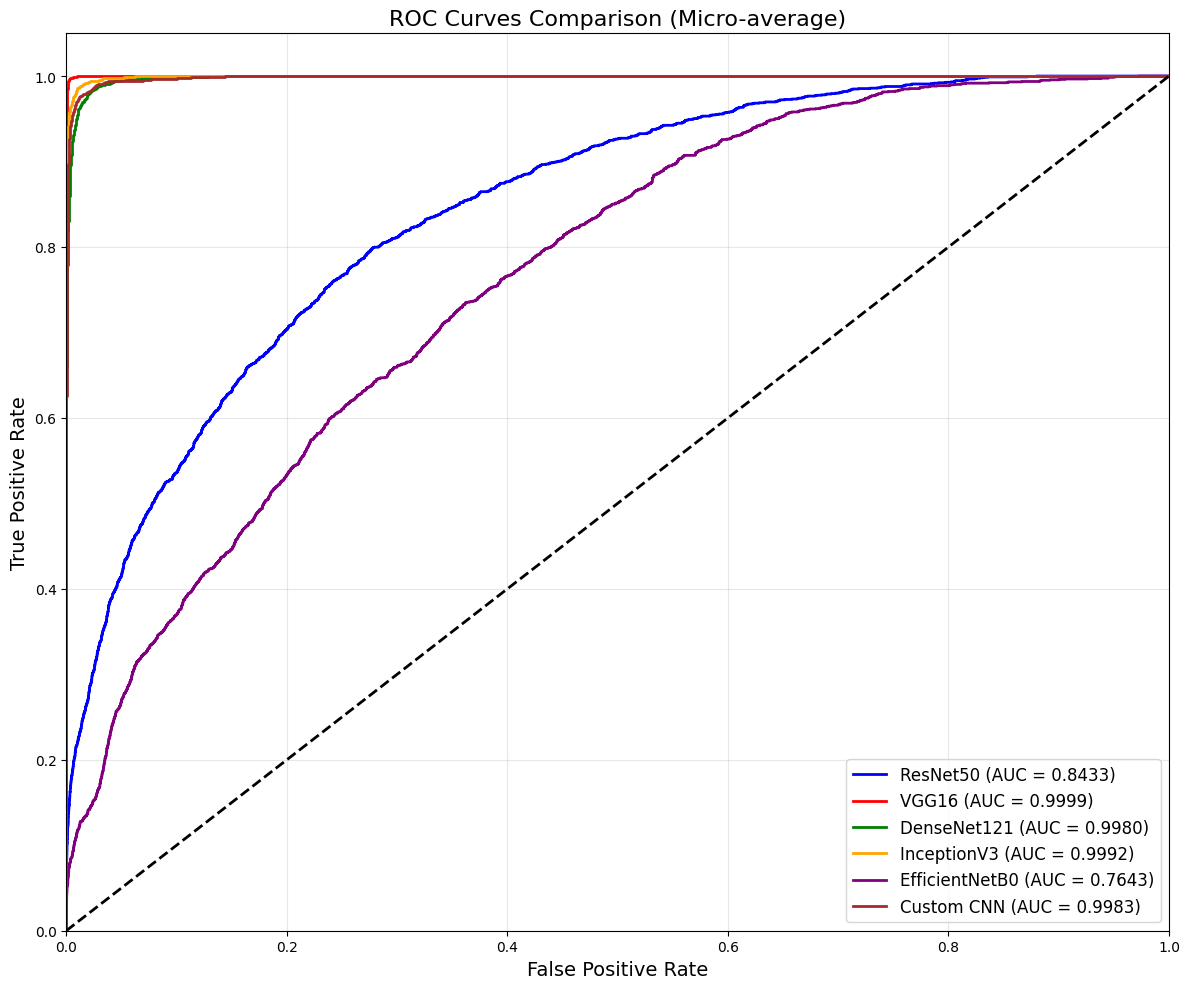 ROC Curves Comparison (Micro-average)
1.0
0.8
0.6
0.4
0.2
0.0
True Positive Rate
0.0 0.2 0.4 0.6 0.8 1.0
False Positive Rate
ResNet50 (AUC = 0.8433)
VGG16 (AUC = 0.9999)
DenseNet121 (AUC = 0.9980)
InceptionV3 (AUC = 0.9992)
EfficientNetB0 (AUC = 0.7643)
Custom CNN (AUC = 0.9983)